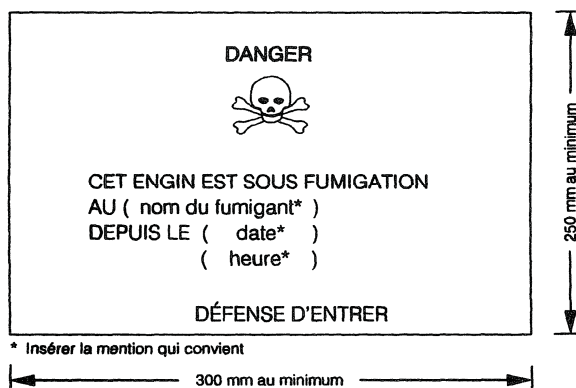 DANGER
CET ENGIN EST SOUS FUMIGATION
AU ( nom du fumigant* )
DEPUIS LE ( date* )
( heure* )
DÉFENSE D'ENTRER
* Insérer la mention qui convient
300 mm au minimum
250 mm au minimum